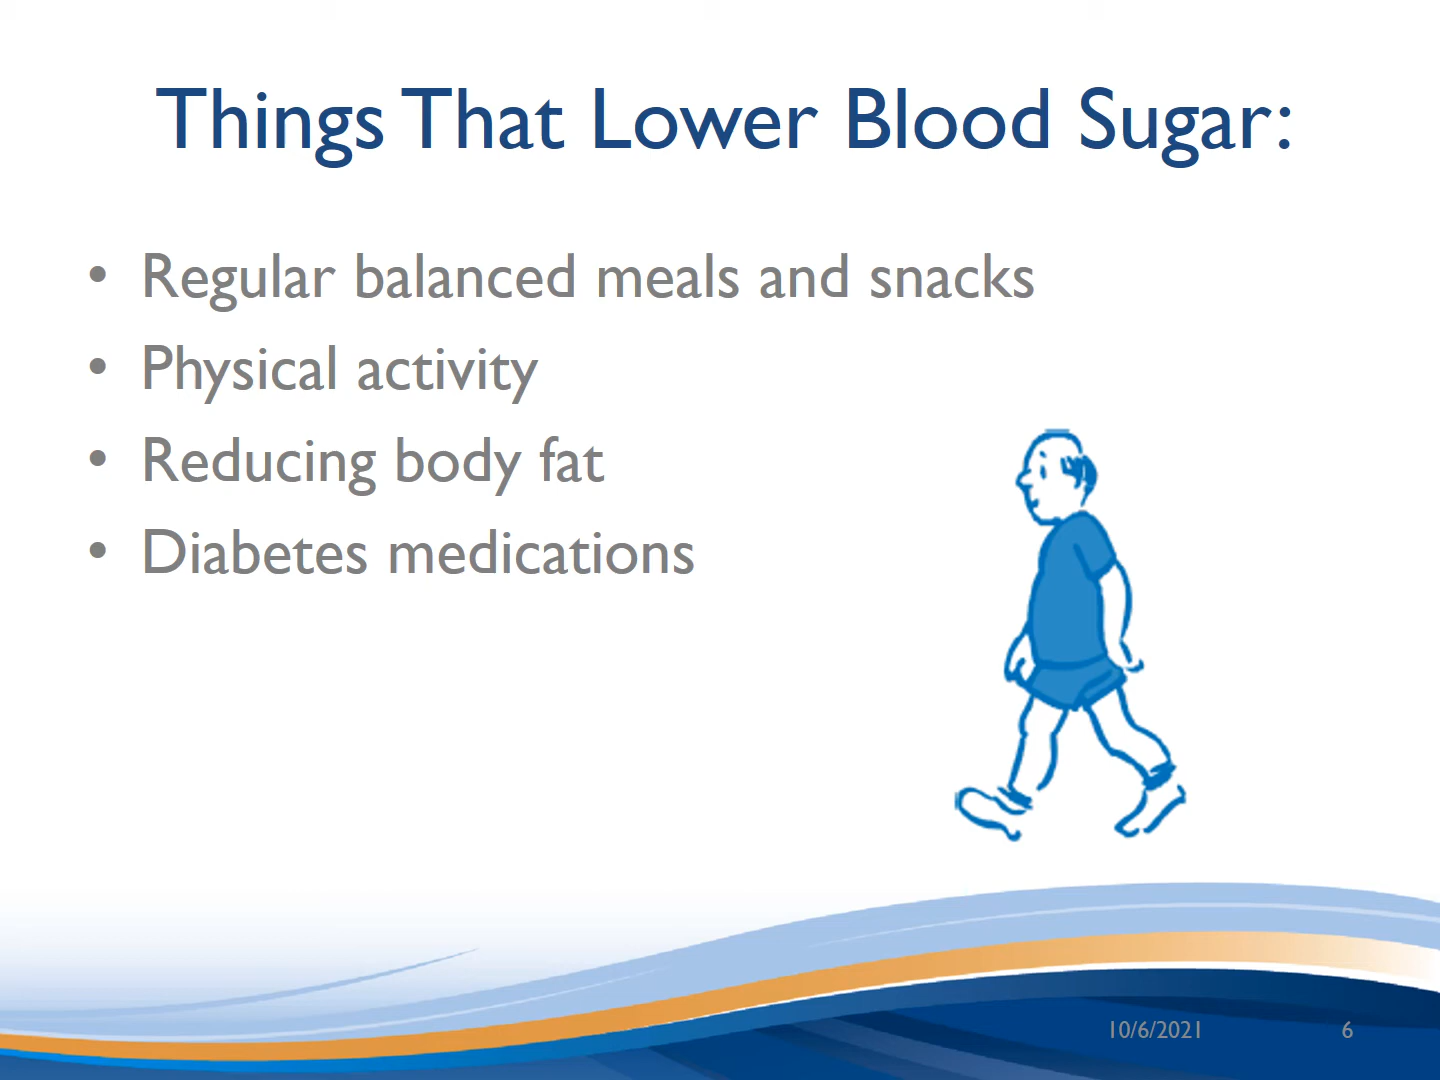 Things That Lower Blood Sugar:
• Regular balanced meals and snacks
• Physical activity
• Reducing body fat
• Diabetes medications
10/6/2021 6